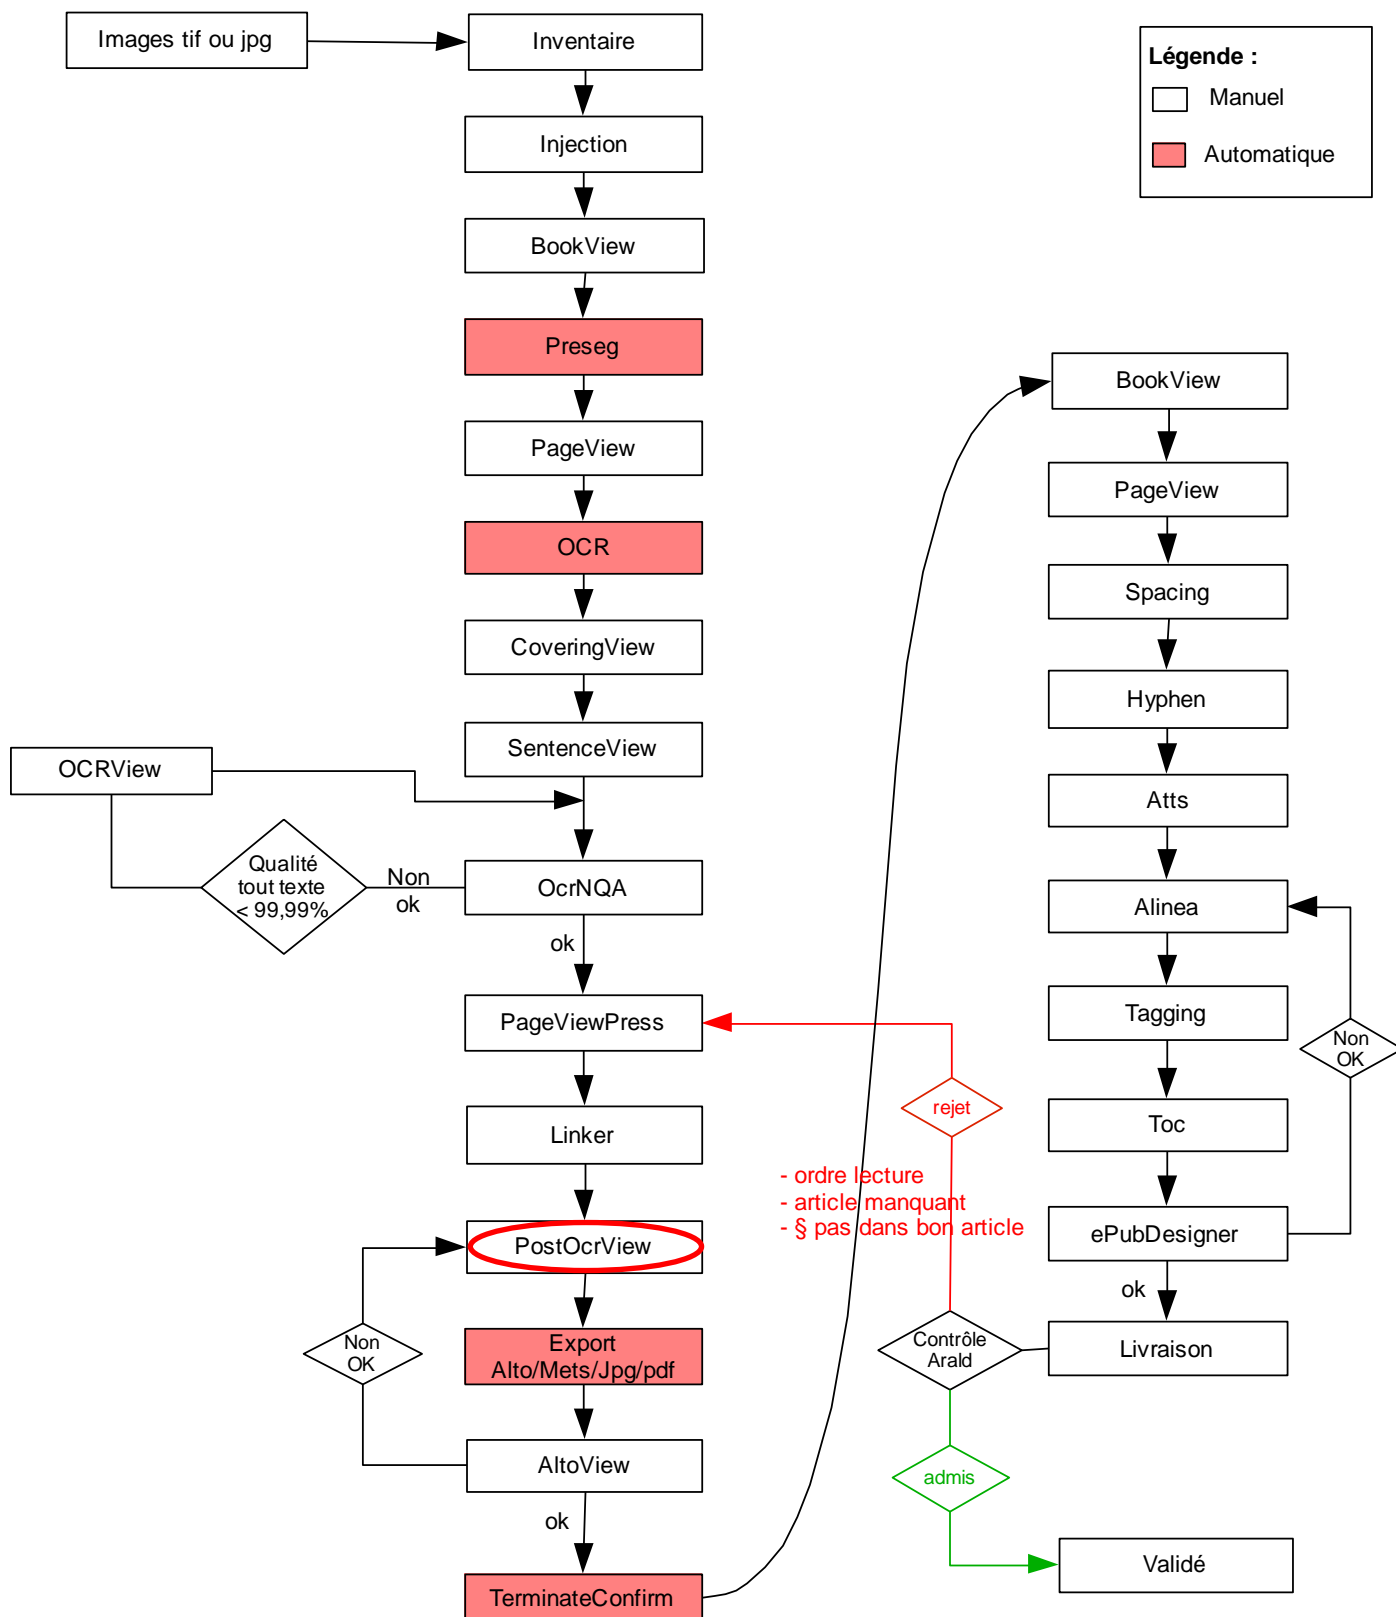 Images tif ou jpg
Inventaire
Injection
BookView
Preseg
PageView
OCR
CoveringView
SentenceView
OCRView
Qualité
tout texte
< 99,99%
Non
ok
OcrNQA
ok
PageViewPress
Linker
PostOcrView
Export
Alto/Mets/Jpg/pdf
Non
OK
AltoView
ok
TerminateConfirm
Légende :
Manuel
Automatique
BookView
PageView
Spacing
Hyphen
Atts
Alinea
Tagging
Non
OK
Toc
ePubDesigner
ok
Livraison
Contrôle
Arald
rejet
- ordre lecture
- article manquant
- § pas dans bon article
admis
Validé